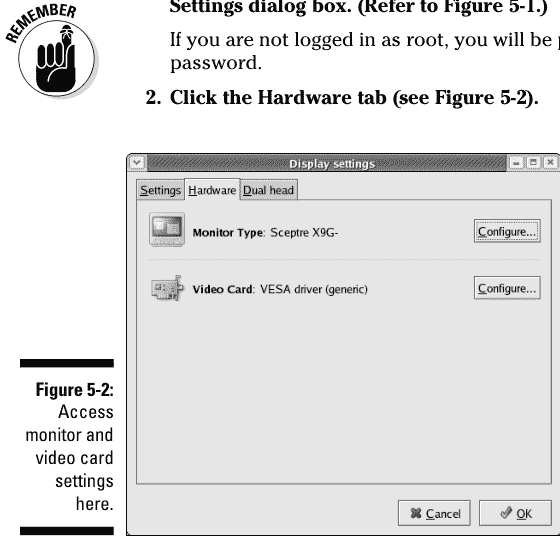 REMEMBER
Settings dialog box. (Refer to Figure 5-1.)
If you are not logged in as root, you will be
password.
2. Click the Hardware tab (see Figure 5-2).
Display settings
Settings Hardware Dual head
Monitor Type: Sceptre X9G-
Configure...
Video Card: VESA driver (generic)
Configure...
Cancel
OK
Figure 5-2:
Access
monitor and
video card
settings
here.